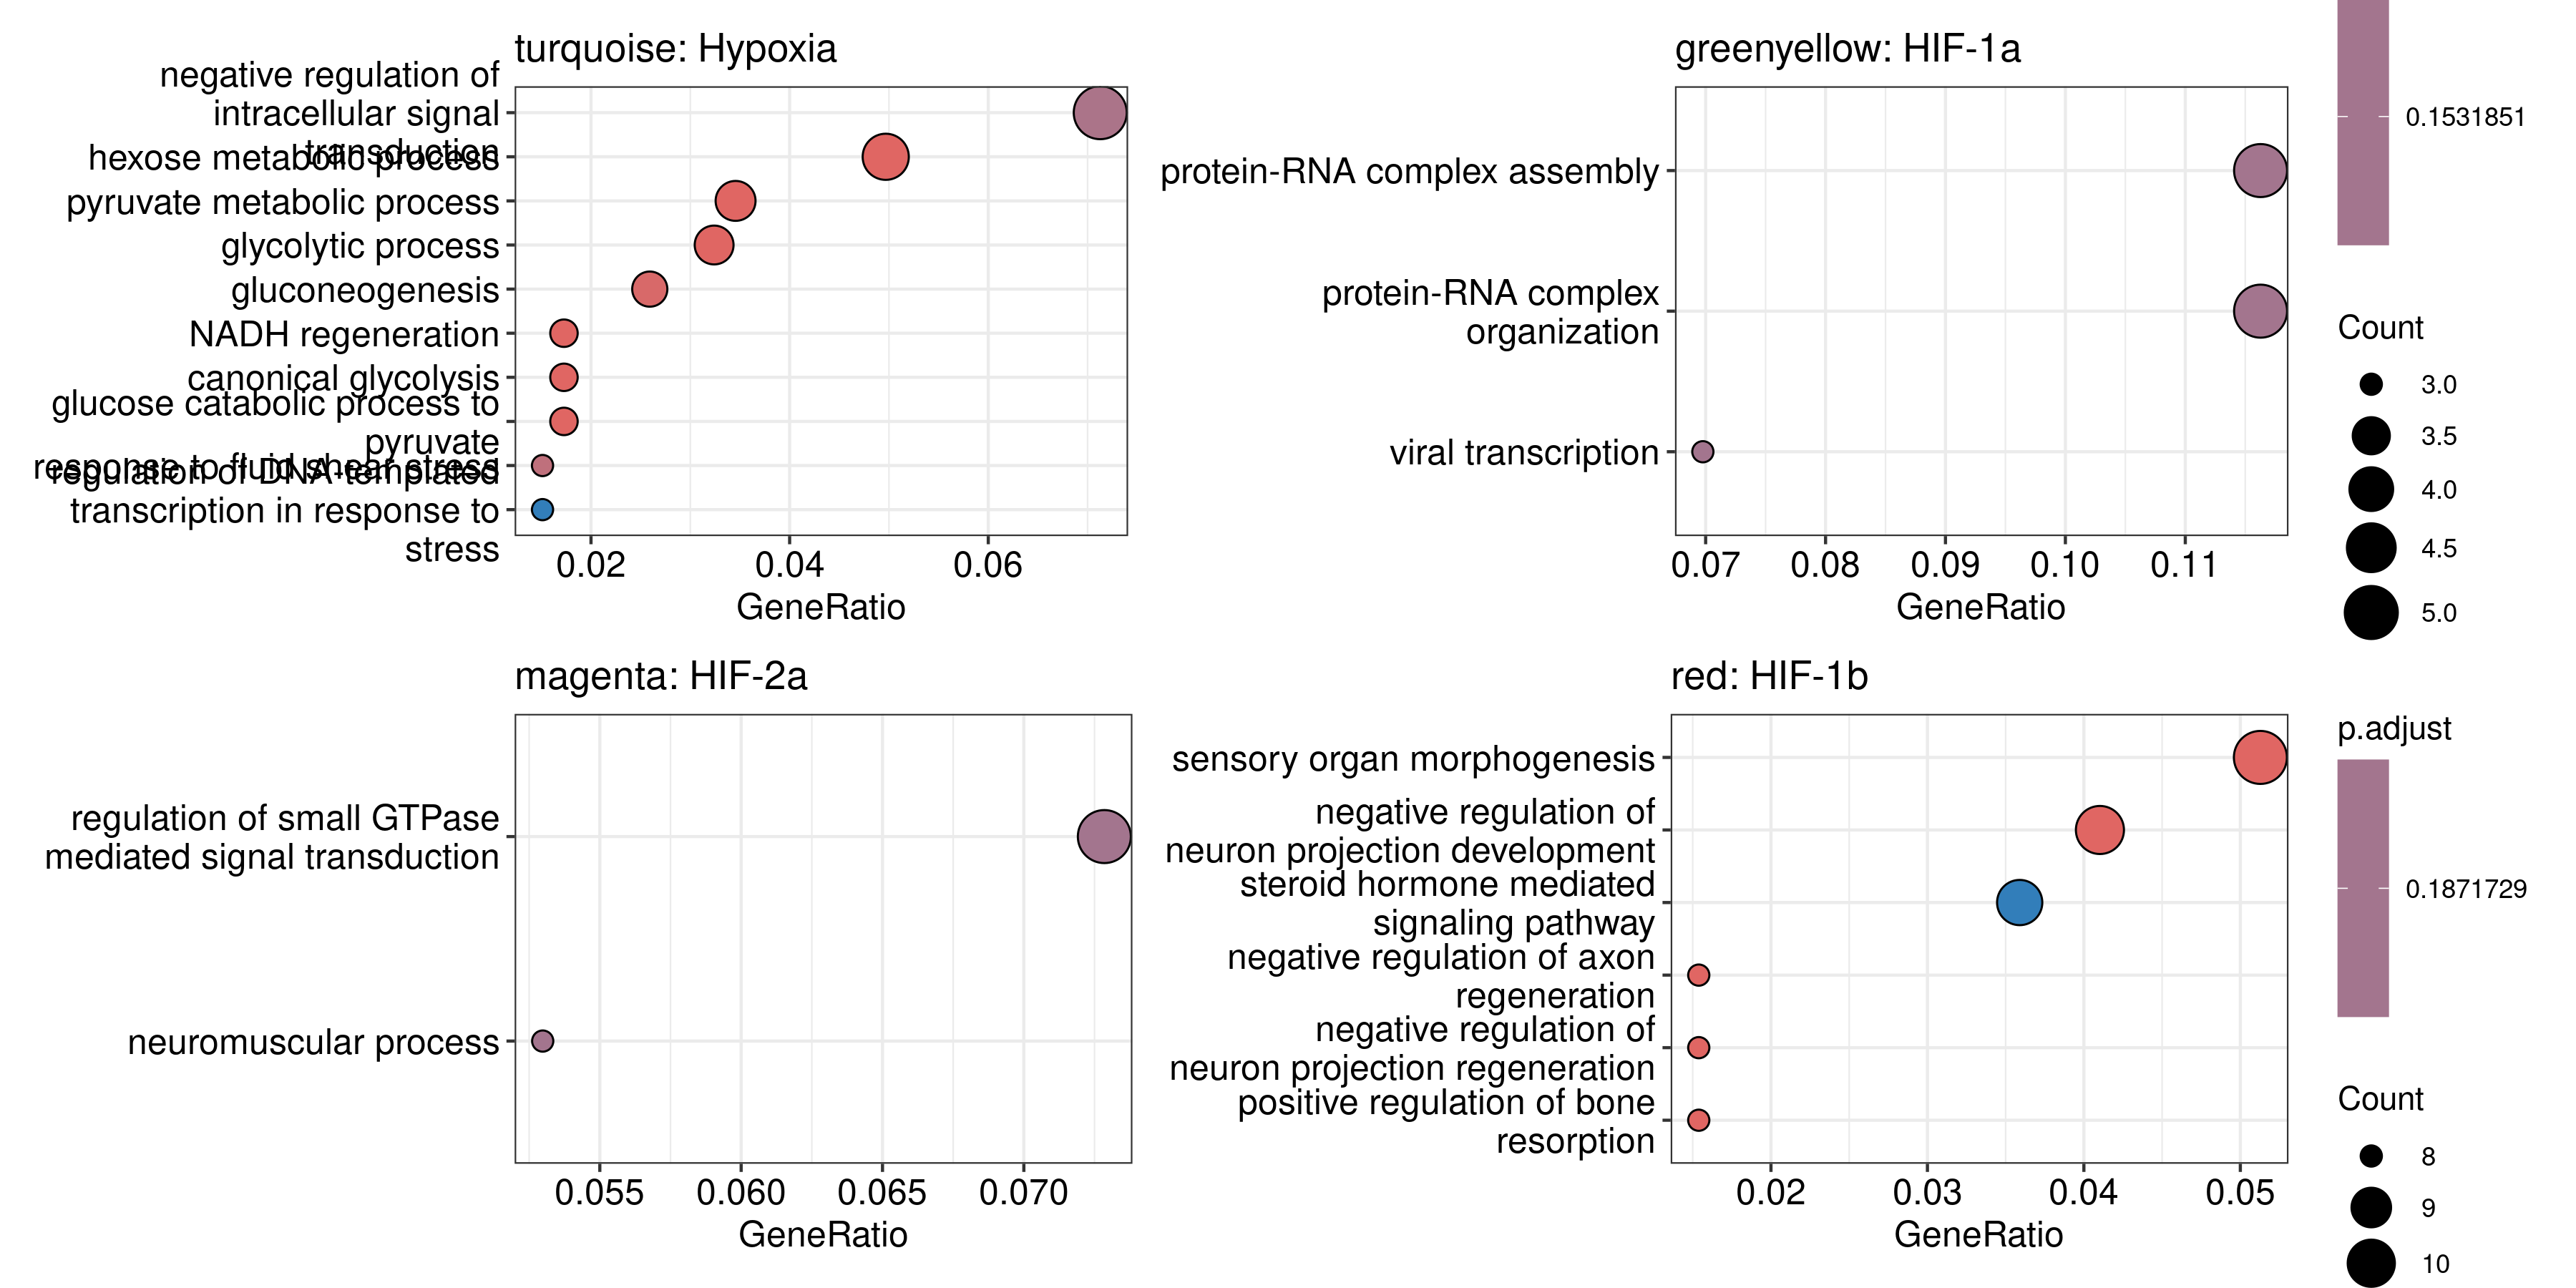 turquoise: Hypoxia
negative regulation of
intracellular signal
transduction
hexose metabolic process
pyruvate metabolic process
glycolytic process
gluconeogenesis
NADH regeneration
canonical glycolysis
glucose catabolic process to
pyruvate
response to fluid shear stress
regulation of DNA-templated
transcription in response to
stress
0.02 0.04 0.06
GeneRatio
greenyellow: HIF-1a
protein-RNA complex assembly
protein-RNA complex
organization
viral transcription
0.07 0.08 0.09 0.10 0.11
GeneRatio
0.1531851
Count
3.0
3.5
4.0
4.5
5.0
magenta: HIF-2a
regulation of small GTPase
mediated signal transduction
neuromuscular process
0.055 0.060 0.065 0.070
GeneRatio
red: HIF-1b
sensory organ morphogenesis
negative regulation of
neuron projection development
steroid hormone mediated
signaling pathway
negative regulation of axon
regeneration
negative regulation of
neuron projection regeneration
positive regulation of bone
resorption
0.02 0.03 0.04 0.05
GeneRatio
p.adjust
0.1871729
Count
8
9
10